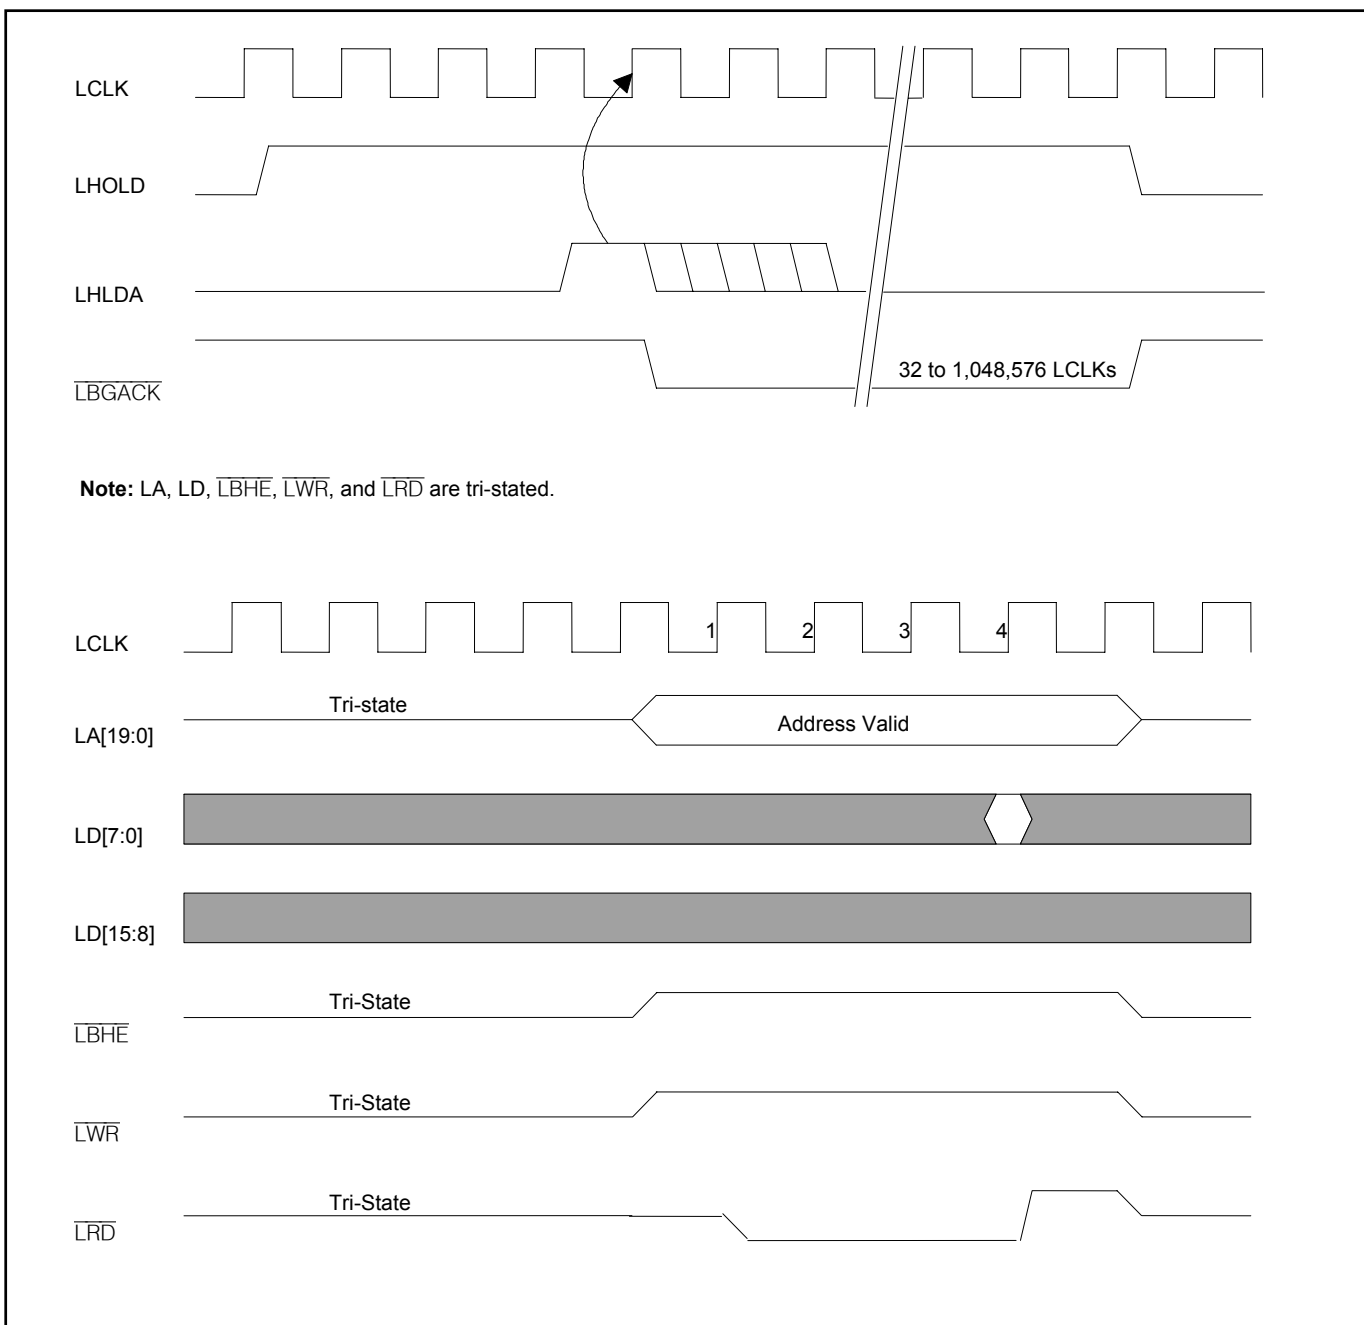 LCLK
LHOLD
LHLDA
LBGACK
32 to 1,048,576 LCLKs
Note: LA, LD, LBHE, LWR, and LRD are tri-stated.
LCLK
1 2 3 4
LA[19:0]
Tri-state
Address Valid
LD[7:0]
LD[15:8]
LBHE
Tri-State
LWR
Tri-State
LRD
Tri-State